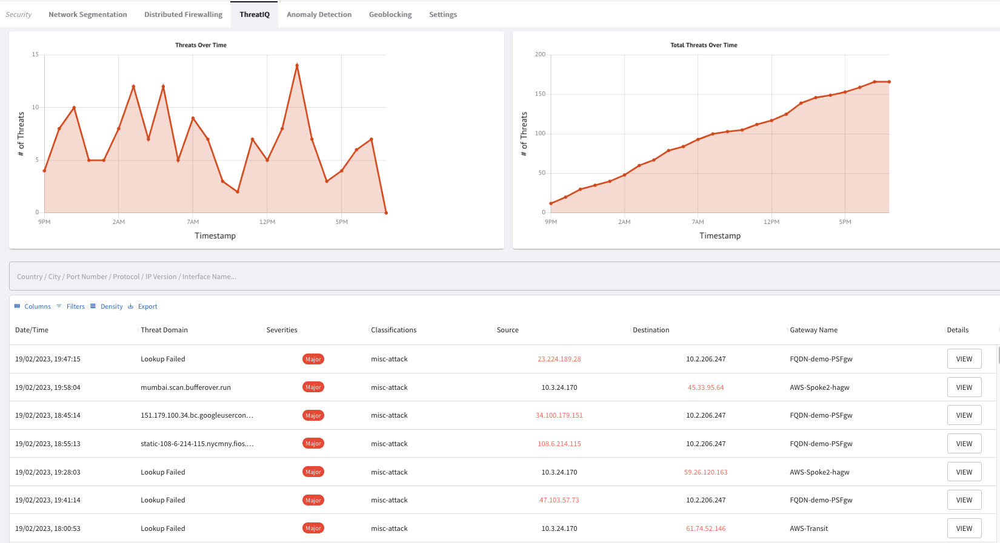 Security Network Segmentation Distributed Firewalling ThreatIQ Anomaly Detection Geoblocking Settings
Threats Over Time
15
10
5
0
# of Threats
9PM 2AM 7AM 12PM 5PM
Timestamp
Total Threats Over Time
200
150
100
50
0
# of Threats
9PM 2AM 7AM 12PM 5PM
Timestamp
Country / City / Port Number / Protocol / IP Version / Interface Name...
Columns Filters Density Export
Date/Time Threat Domain Severities Classifications Source Destination Gateway Name Details
19/02/2023, 19:47:15 Lookup Failed Major misc-attack 23.224.189.28 10.2.206.247 FQDN-demo-PSFgw VIEW
19/02/2023, 19:58:04 mumbai.scan.bufferover.run Major misc-attack 10.3.24.170 45.33.95.64 AWS-Spoke2-hagw VIEW
19/02/2023, 18:45:14 151.179.100.34.bc.googleusercon... Major misc-attack 34.100.179.151 10.2.206.247 FQDN-demo-PSFgw VIEW
19/02/2023, 18:55:13 static-108-6-214-115.nycmny.fios.... Major misc-attack 108.6.214.115 10.2.206.247 FQDN-demo-PSFgw VIEW
19/02/2023, 19:28:03 Lookup Failed Major misc-attack 10.3.24.170 59.26.120.163 AWS-Spoke2-hagw VIEW
19/02/2023, 19:41:14 Lookup Failed Major misc-attack 47.103.57.73 10.2.206.247 FQDN-demo-PSFgw VIEW
19/02/2023, 18:00:53 Lookup Failed Major misc-attack 10.3.24.170 61.74.52.146 AWS-Transit VIEW